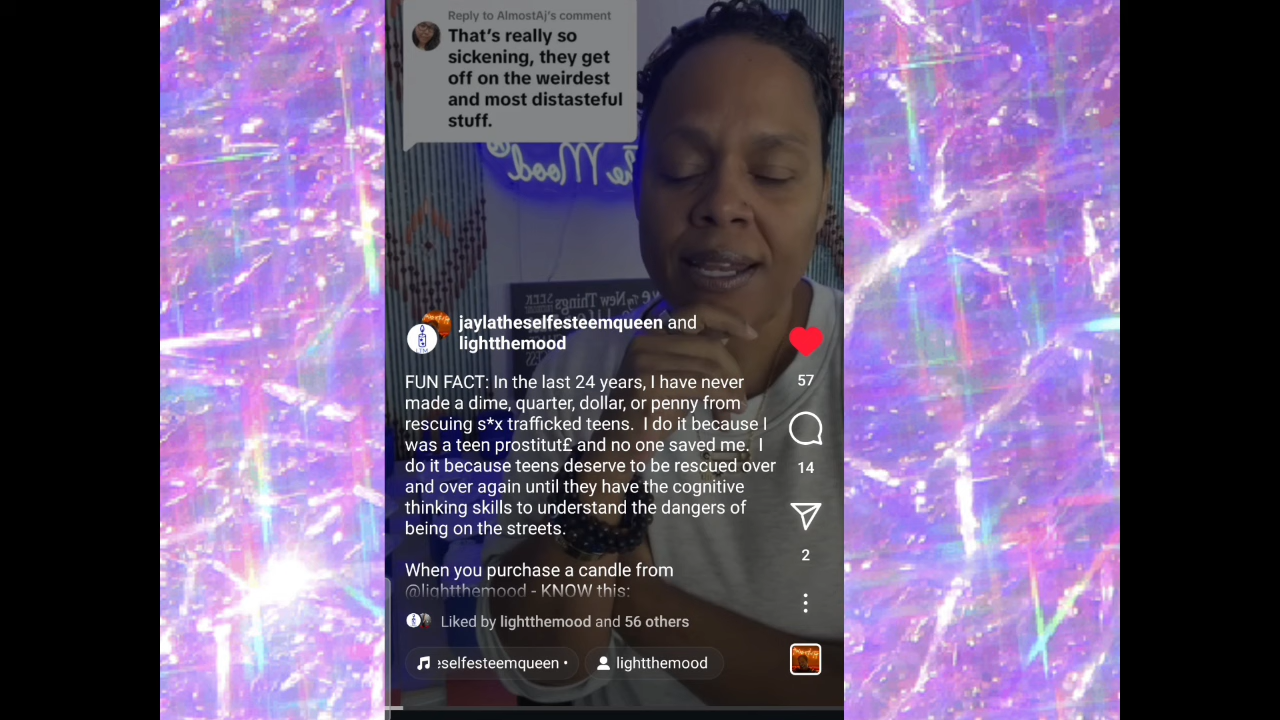 Reply to AlmostAj's comment
That's really so
sickening, they get
off on the weirdest
and most distasteful
stuff.
The Mood
New Things
SEEK
jaylatheselfesteemqueen and
lightthemood
FUN FACT: In the last 24 years, I have never
made a dime, quarter, dollar, or penny from
rescuing s*x trafficked teens. I do it because I
was a teen prostitut£ and no one saved me. I
do it because teens deserve to be rescued over
and over again until they have the cognitive
thinking skills to understand the dangers of
being on the streets.
When you purchase a candle from
@lightthemood - KNOW this:
Liked by lightthemood and 56 others
eselfesteemqueen •
lightthemood
57
14
2